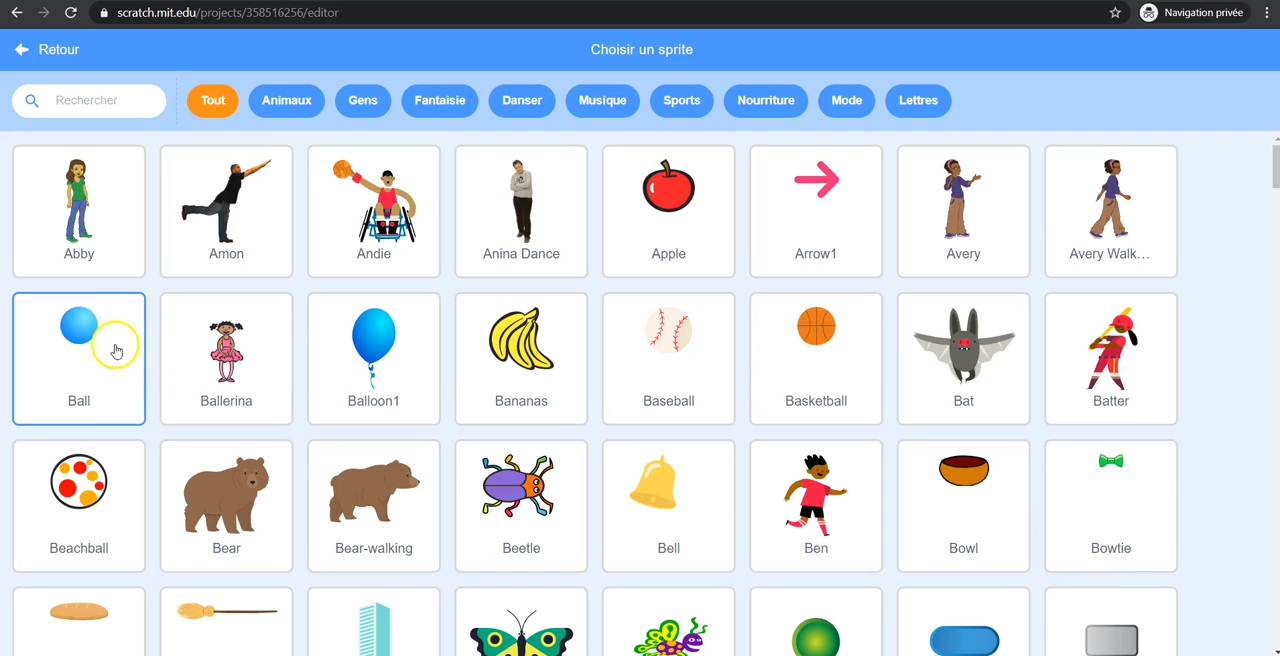 scratch.mit.edu/projects/358516256/editor
Navigation privée
Retour
Choisir un sprite
Rechercher
Tout
Animaux
Gens
Fantaisie
Danser
Musique
Sports
Nourriture
Mode
Lettres
Abby
Amon
Andie
Anina Dance
Apple
Arrow1
Avery
Avery Walk…
Ball
Ballerina
Balloon1
Bananas
Baseball
Basketball
Bat
Batter
Beachball
Bear
Bear-walking
Beetle
Bell
Ben
Bowl
Bowtie